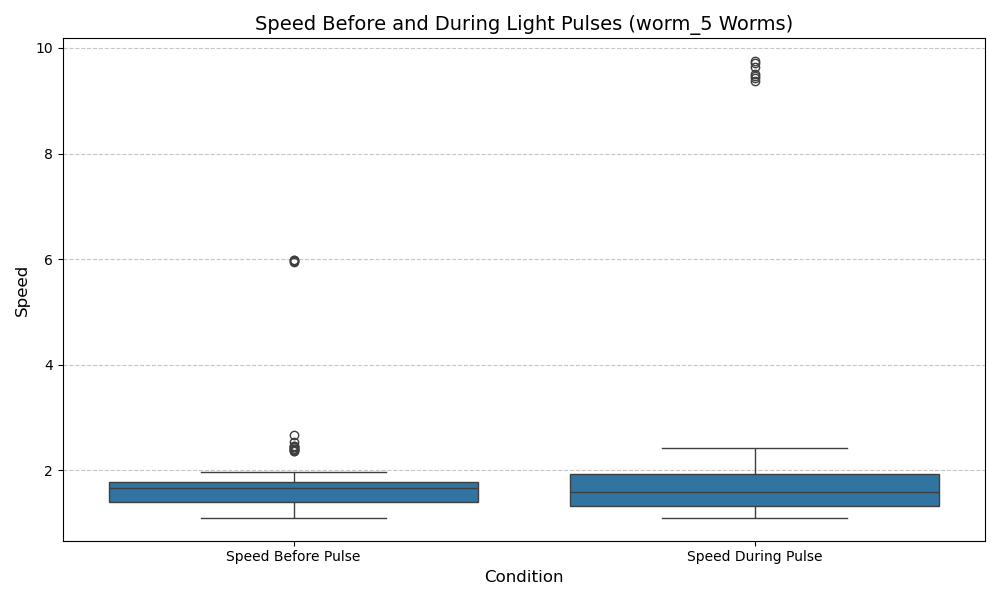 Speed Before and During Light Pulses (worm_5 Worms)
10
8
6
4
2
Speed
Speed Before Pulse
Speed During Pulse
Condition